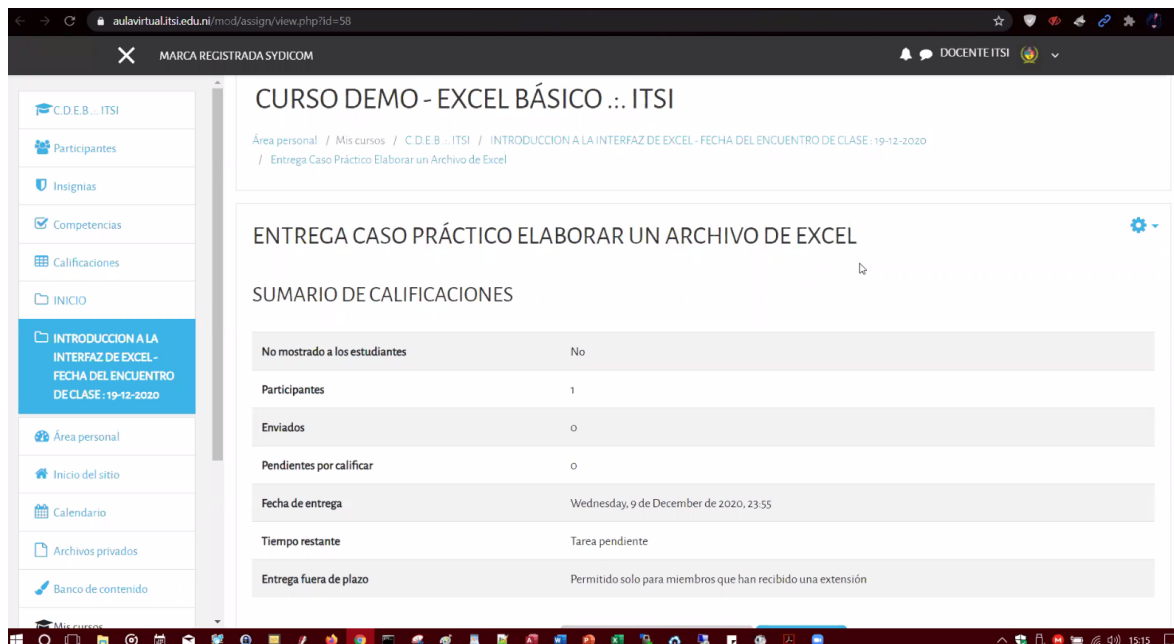 aulavirtual.itsi.edu.ni/mod/assign/view.php?id=58
MARCA REGISTRADA SYDICOM
DOCENTE ITSI
C.D.E.B .:. ITSI
Participantes
Insignias
Competencias
Calificaciones
INICIO
INTRODUCCION A LA
INTERFAZ DE EXCEL -
FECHA DEL ENCUENTRO
DE CLASE : 19-12-2020
Área personal
Inicio del sitio
Calendario
Archivos privados
Banco de contenido
Mis cursos
CURSO DEMO - EXCEL BÁSICO .:. ITSI
Área personal / Mis cursos / C.D.E.B .:. ITSI / INTRODUCCION A LA INTERFAZ DE EXCEL - FECHA DEL ENCUENTRO DE CLASE : 19-12-2020
/ Entrega Caso Práctico Elaborar un Archivo de Excel
ENTREGA CASO PRÁCTICO ELABORAR UN ARCHIVO DE EXCEL
SUMARIO DE CALIFICACIONES
No mostrado a los estudiantes No
Participantes 1
Enviados 0
Pendientes por calificar 0
Fecha de entrega Wednesday, 9 de December de 2020, 23:55
Tiempo restante Tarea pendiente
Entrega fuera de plazo Permitido solo para miembros que han recibido una extensión
15:15